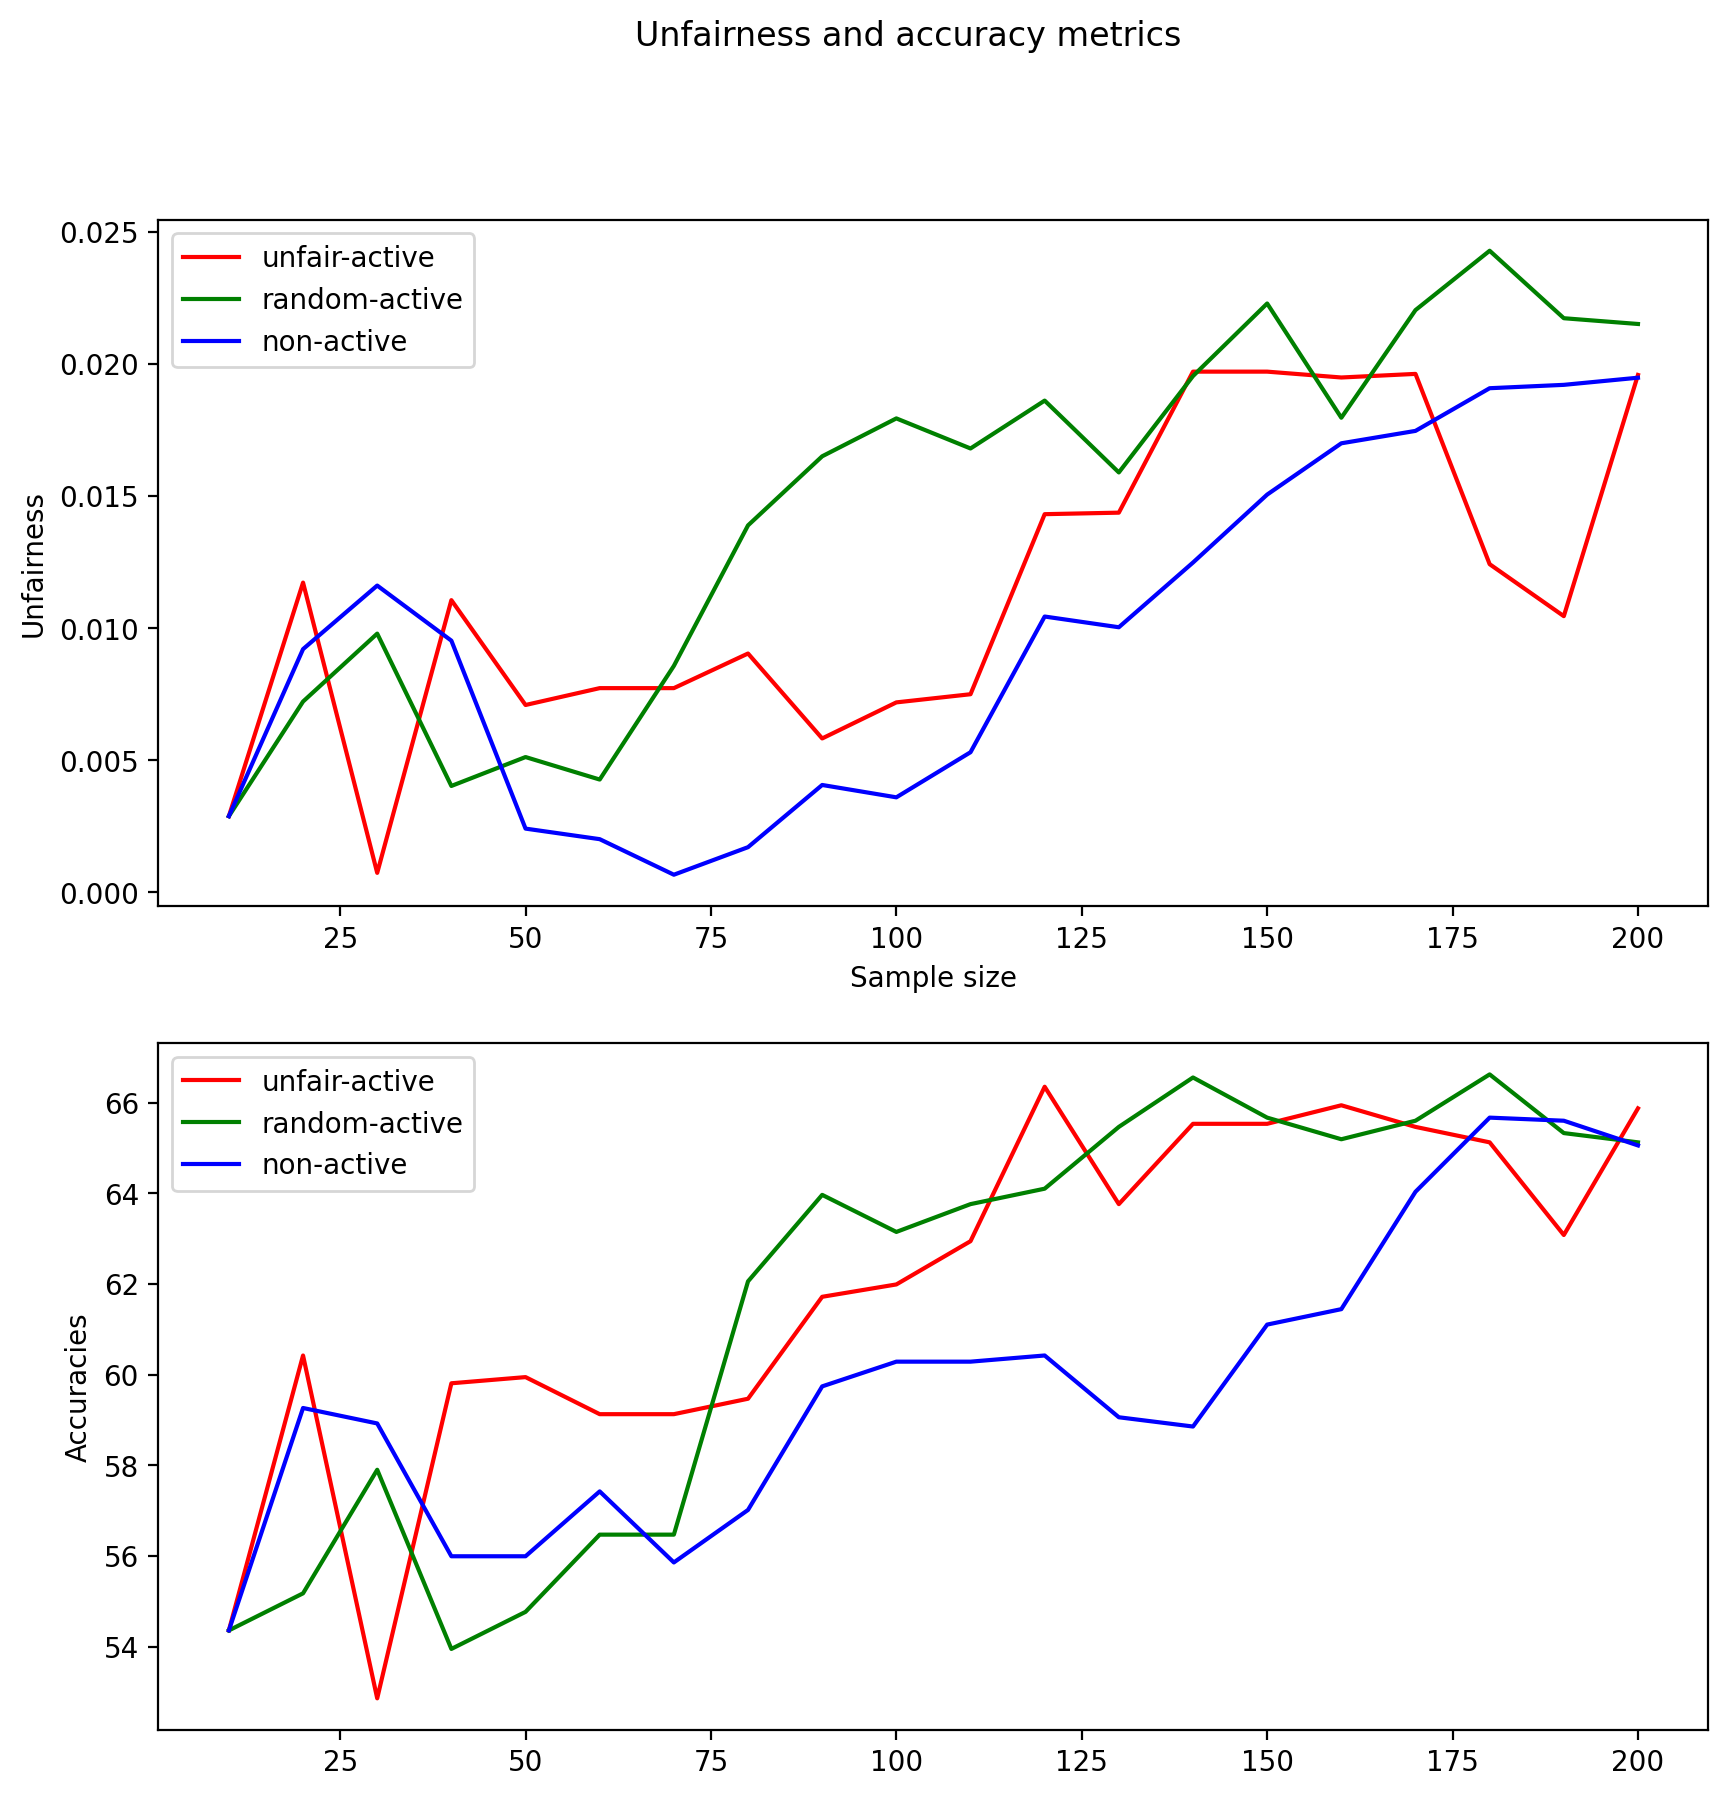 Unfairness and accuracy metrics
0.025
0.020
0.015
0.010
0.005
0.000
Unfairness
unfair-active
random-active
non-active
25 50 75 100 125 150 175 200
Sample size
66
64
62
60
58
56
54
Accuracies
unfair-active
random-active
non-active
25 50 75 100 125 150 175 200